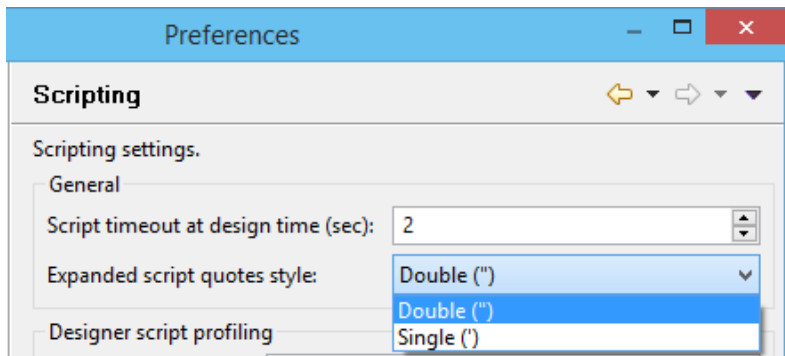 Preferences
Scripting
Scripting settings.
General
Script timeout at design time (sec): 2
Expanded script quotes style: Double (")
Double (")
Single (')
Designer script profiling